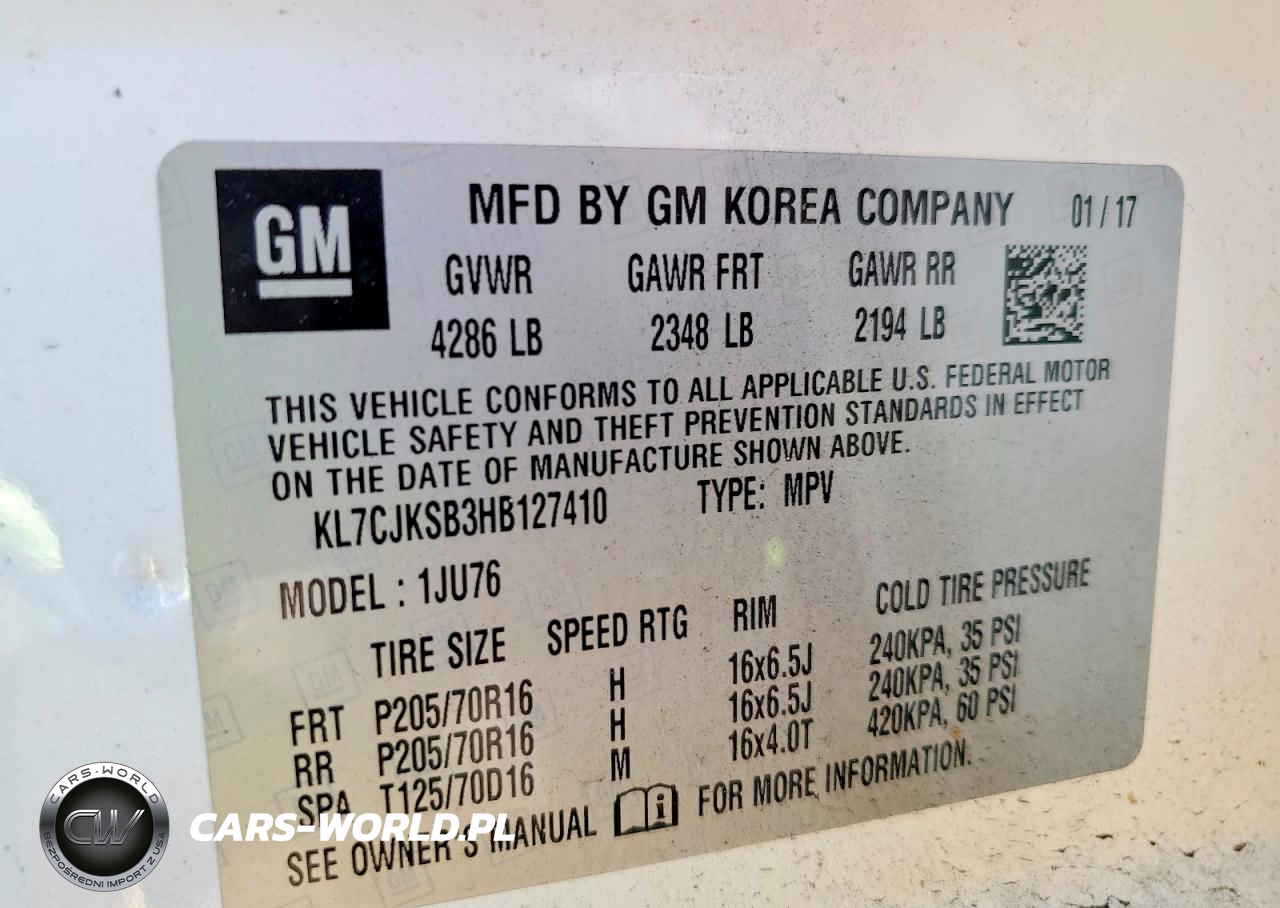 GM
MFD BY GM KOREA COMPANY 01 / 17
GVWR GAWR FRT GAWR RR
4286 LB 2348 LB 2194 LB
THIS VEHICLE CONFORMS TO ALL APPLICABLE U.S. FEDERAL MOTOR
VEHICLE SAFETY AND THEFT PREVENTION STANDARDS IN EFFECT
ON THE DATE OF MANUFACTURE SHOWN ABOVE.
KL7CJKSB3HB127410 TYPE: MPV
MODEL : 1JU76
TIRE SIZE SPEED RTG RIM COLD TIRE PRESSURE
FRT P205/70R16 H 16x6.5J 240KPA, 35 PSI
RR P205/70R16 H 16x6.5J 240KPA, 35 PSI
SPA T125/70D16 M 16x4.0T 420KPA, 60 PSI
SEE OWNER'S MANUAL FOR MORE INFORMATION.
CARS-WORLD
CW
BEZPOŚREDNI IMPORT Z USA
CARS-WORLD.PL